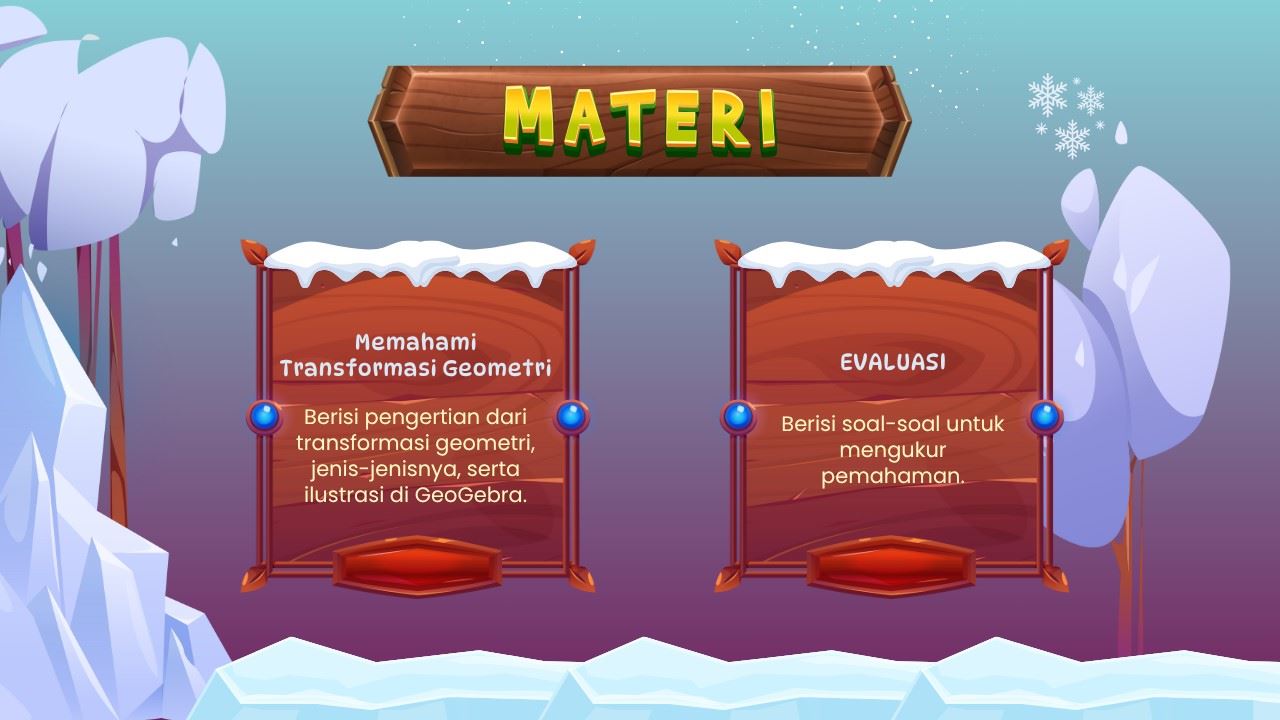 MATERI
Memahami
Transformasi Geometri
Berisi pengertian dari
transformasi geometri,
jenis-jenisnya, serta
ilustrasi di GeoGebra.
EVALUASI
Berisi soal-soal untuk
mengukur
pemahaman.